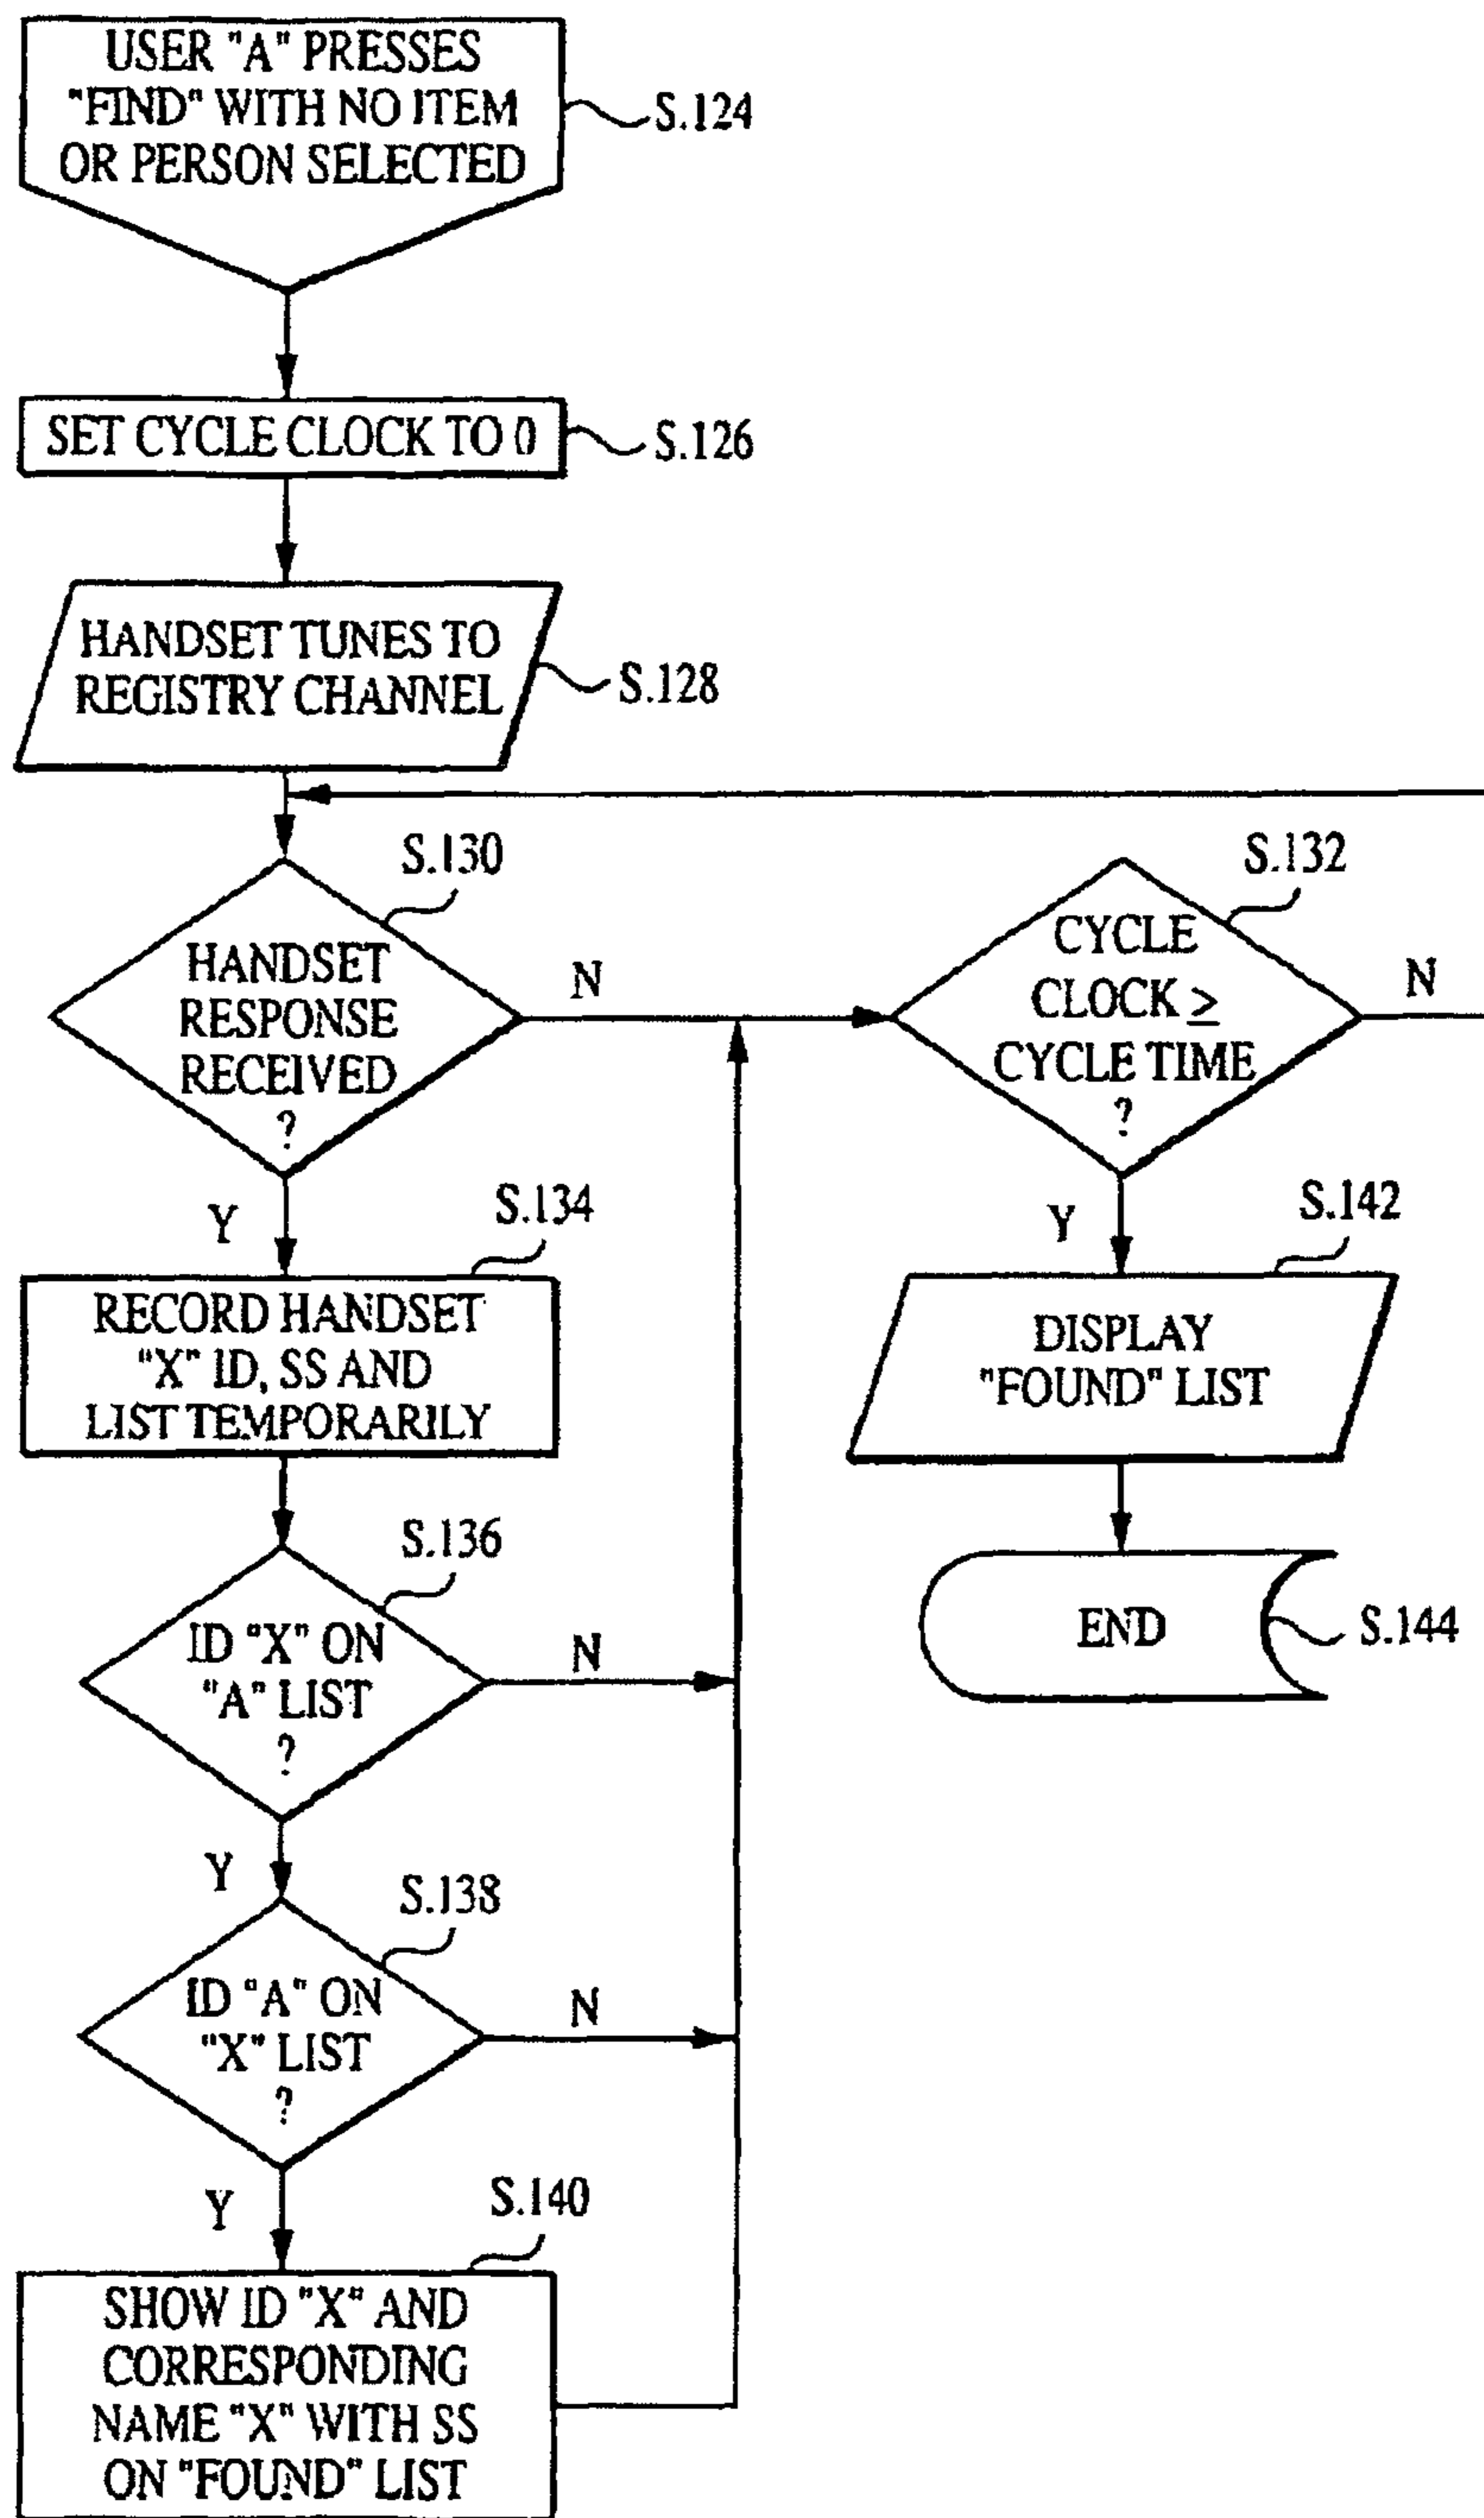 USER "A" PRESSES
"FIND" WITH NO ITEM
OR PERSON SELECTED
S.124
SET CYCLE CLOCK TO 0
S.126
HANDSET TUNES TO
REGISTRY CHANNEL
S.128
S.130
HANDSET
RESPONSE
RECEIVED
?
N
Y
S.132
CYCLE
CLOCK ≥
CYCLE TIME
?
N
Y
S.134
RECORD HANDSET
"X" ID, SS AND
LIST TEMPORARILY
S.142
DISPLAY
"FOUND" LIST
S.136
ID "X" ON
"A" LIST
?
N
Y
END
S.144
S.138
ID "A" ON
"X" LIST
?
N
Y
S.140
SHOW ID "X" AND
CORRESPONDING
NAME "X" WITH SS
ON "FOUND" LIST